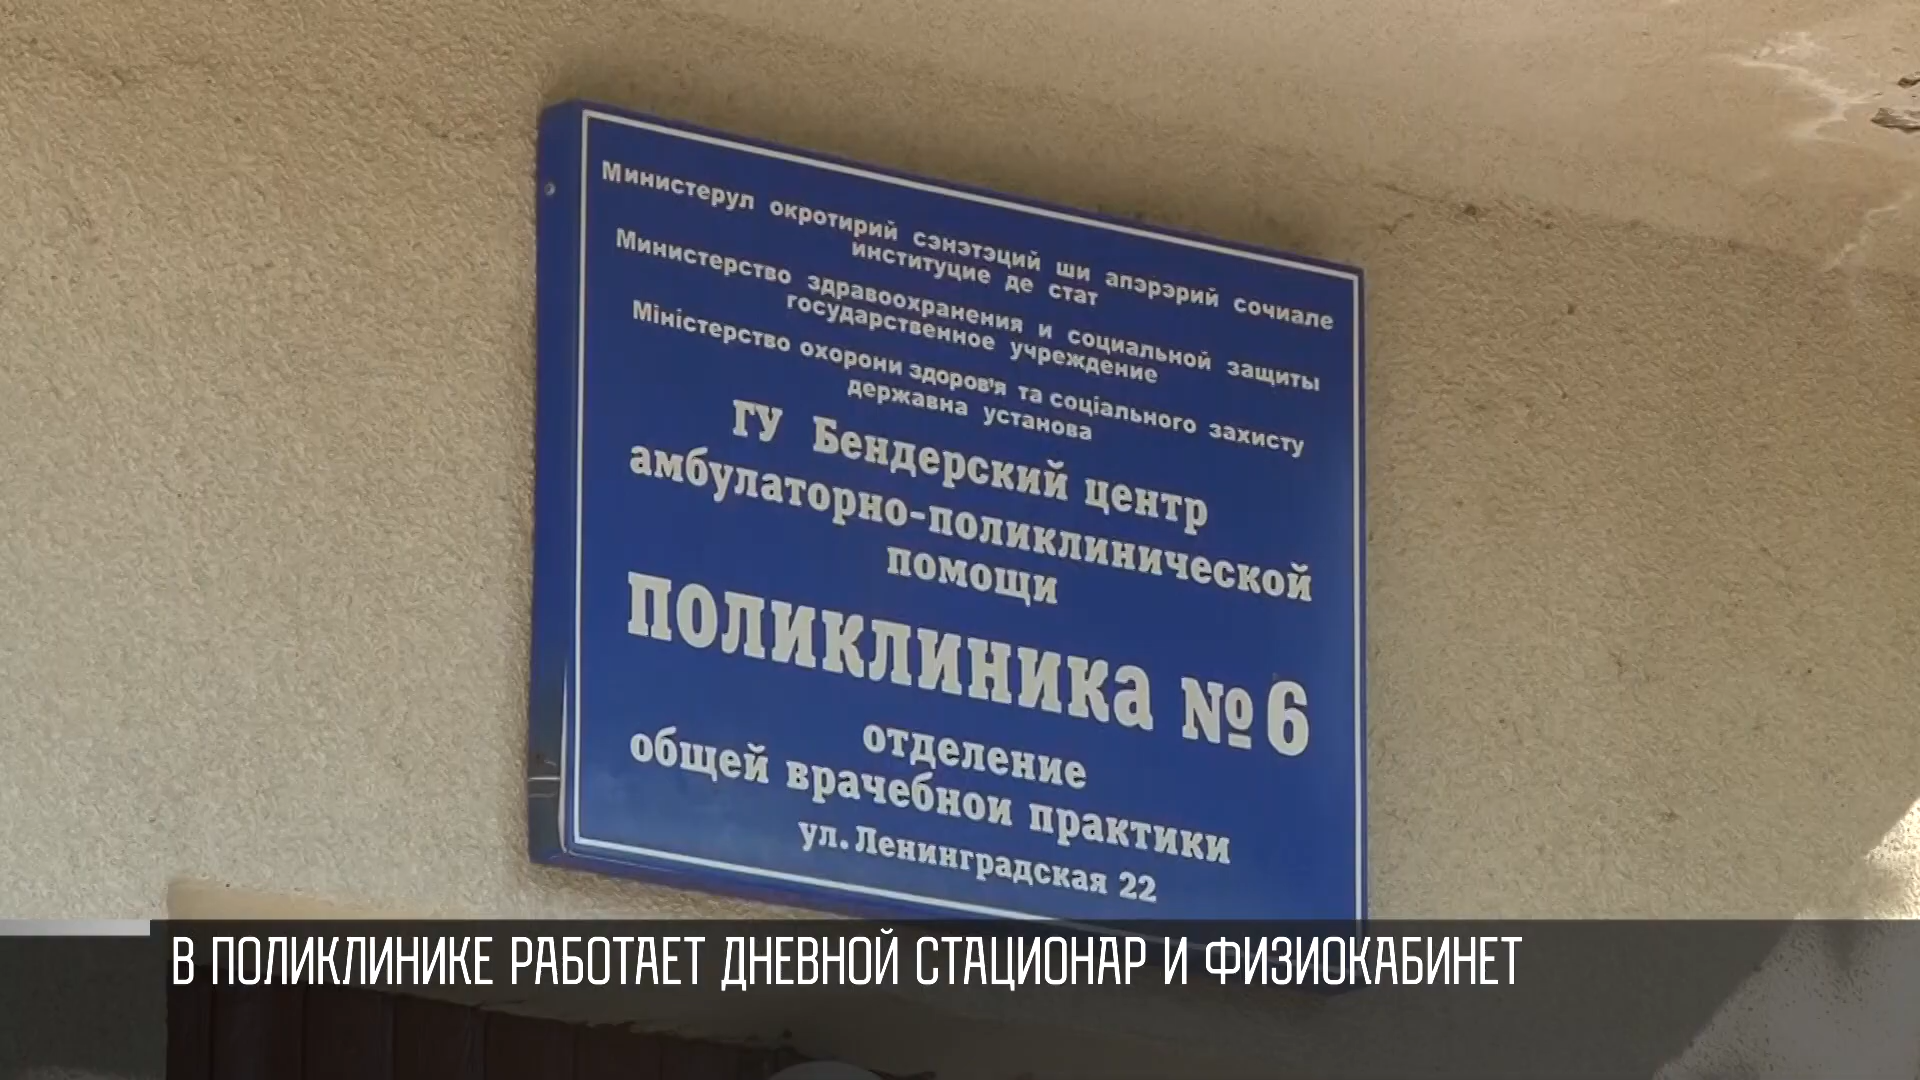 Министерул окротирий сэнэтэций ши апэрэрий сочиале
институцие де стат
Министерство здравоохранения и социальной защиты
государственное учреждение
Міністерство охорони здоров'я та соціального захисту
державна установа
ГУ Бендерский центр
амбулаторно-поликлинической
помощи
ПОЛИКЛИНИКА №6
отделение
общей врачебнои практики
ул. Ленинградская 22
В ПОЛИКЛИНИКЕ РАБОТАЕТ ДНЕВНОЙ СТАЦИОНАР И ФИЗИОКАБИНЕТ